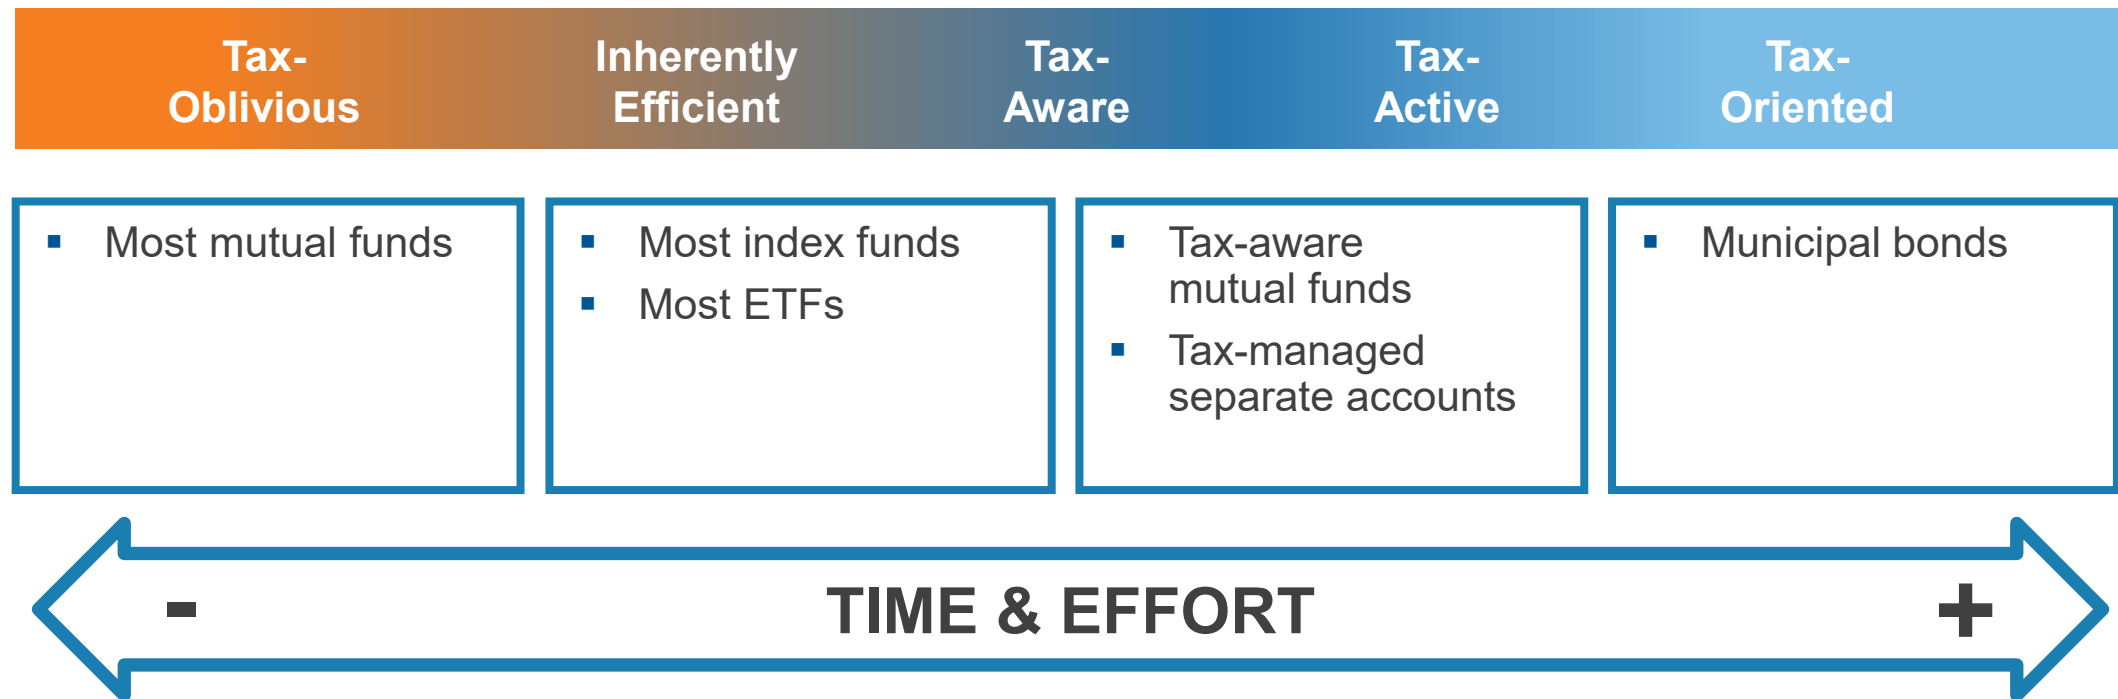 Tax-
Oblivious
Inherently
Efficient
Tax-
Aware
Tax-
Active
Tax-
Oriented
▪ Most mutual funds
▪ Most index funds
▪ Most ETFs
▪ Tax-aware
mutual funds
▪ Tax-managed
separate accounts
▪ Municipal bonds
- TIME & EFFORT +